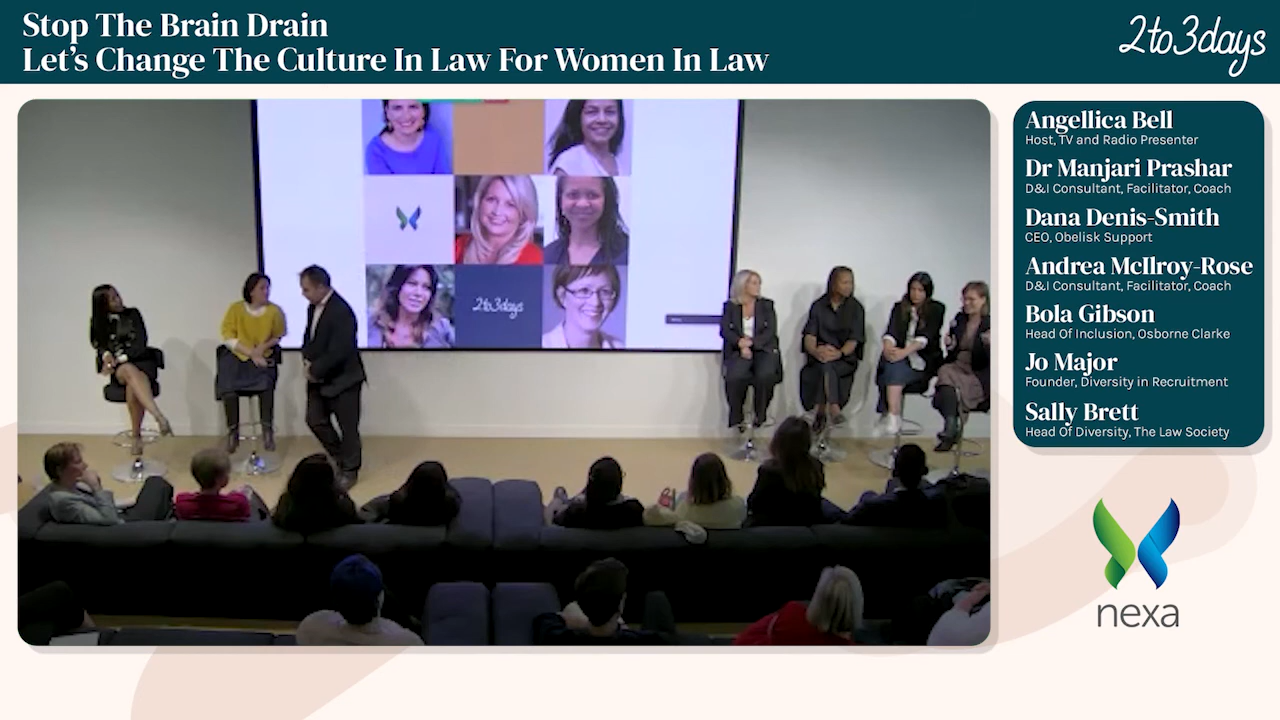 Stop The Brain Drain
Let's Change The Culture In Law For Women In Law
2to3days
Angellica Bell
Host, TV and Radio Presenter
Dr Manjari Prashar
D&I Consultant, Facilitator, Coach
Dana Denis-Smith
CEO, Obelisk Support
Andrea McIlroy-Rose
D&I Consultant, Facilitator, Coach
Bola Gibson
Head Of Inclusion, Osborne Clarke
Jo Major
Founder, Diversity in Recruitment
Sally Brett
Head Of Diversity, The Law Society
2to3days
nexa